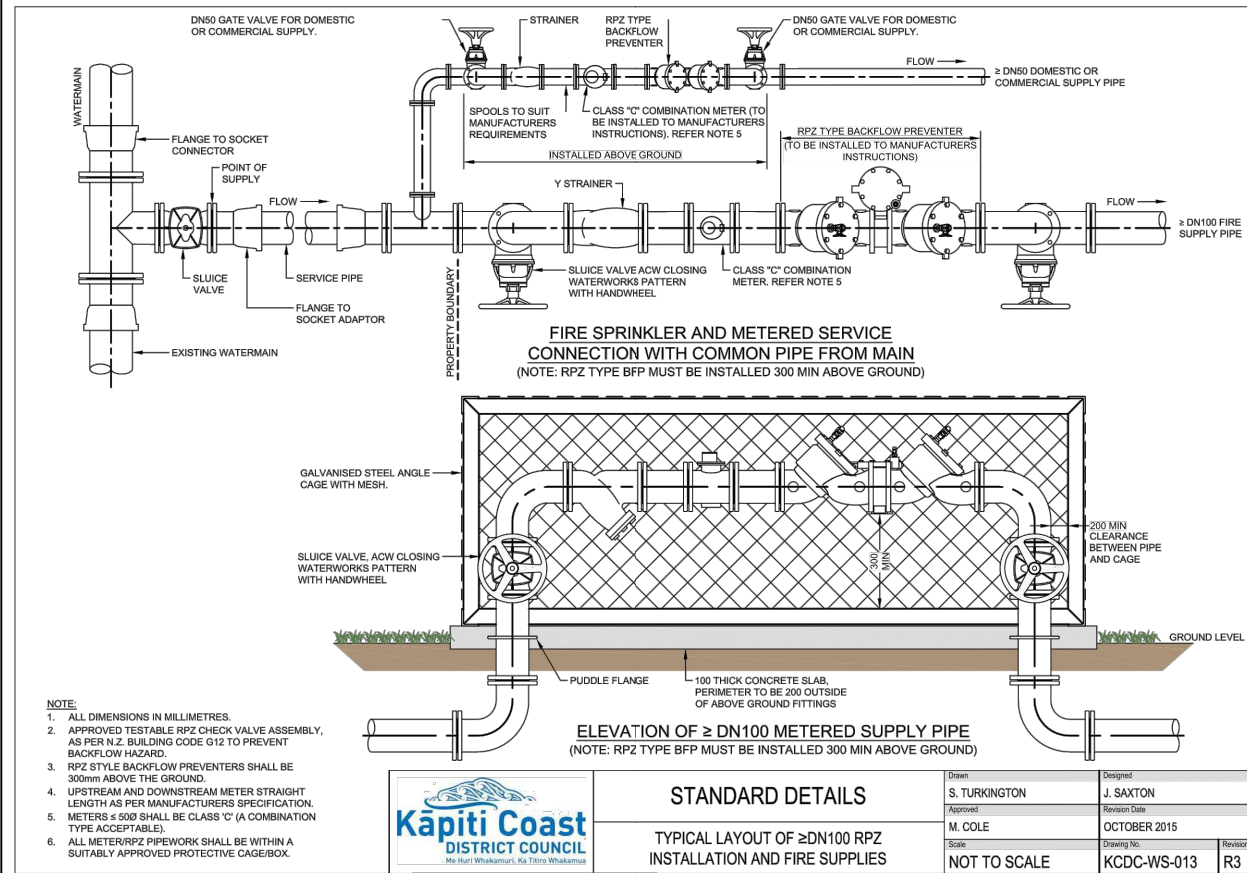 DN50 GATE VALVE FOR DOMESTIC
OR COMMERCIAL SUPPLY.
STRAINER
RPZ TYPE
BACKFLOW
PREVENTER
DN50 GATE VALVE FOR DOMESTIC
OR COMMERCIAL SUPPLY.
FLOW
≥ DN50 DOMESTIC OR
COMMERCIAL SUPPLY PIPE
WATERMAIN
FLANGE TO SOCKET
CONNECTOR
POINT OF
SUPPLY
SPOOLS TO SUIT
MANUFACTURERS
REQUIREMENTS
CLASS "C" COMBINATION METER (TO
BE INSTALLED TO MANUFACTURERS
INSTRUCTIONS). REFER NOTE 5
INSTALLED ABOVE GROUND
RPZ TYPE BACKFLOW PREVENTER
(TO BE INSTALLED TO MANUFACTURERS
INSTRUCTIONS)
Y STRAINER
FLOW
FLOW
≥ DN100 FIRE
SUPPLY PIPE
SLUICE
VALVE
SERVICE PIPE
FLANGE TO
SOCKET ADAPTOR
EXISTING WATERMAIN
PROPERTY BOUNDARY
SLUICE VALVE ACW CLOSING
WATERWORKS PATTERN
WITH HANDWHEEL
CLASS "C" COMBINATION
METER. REFER NOTE 5
FIRE SPRINKLER AND METERED SERVICE
CONNECTION WITH COMMON PIPE FROM MAIN
(NOTE: RPZ TYPE BFP MUST BE INSTALLED 300 MIN ABOVE GROUND)
GALVANISED STEEL ANGLE
CAGE WITH MESH.
SLUICE VALVE, ACW CLOSING
WATERWORKS PATTERN
WITH HANDWHEEL
300
MIN
200 MIN
CLEARANCE
BETWEEN PIPE
AND CAGE
GROUND LEVEL
PUDDLE FLANGE
100 THICK CONCRETE SLAB,
PERIMETER TO BE 200 OUTSIDE
OF ABOVE GROUND FITTINGS
ELEVATION OF ≥ DN100 METERED SUPPLY PIPE
(NOTE: RPZ TYPE BFP MUST BE INSTALLED 300 MIN ABOVE GROUND)
NOTE:
1. ALL DIMENSIONS IN MILLIMETRES.
2. APPROVED TESTABLE RPZ CHECK VALVE ASSEMBLY,
AS PER N.Z. BUILDING CODE G12 TO PREVENT
BACKFLOW HAZARD.
3. RPZ STYLE BACKFLOW PREVENTERS SHALL BE
300mm ABOVE THE GROUND.
4. UPSTREAM AND DOWNSTREAM METER STRAIGHT
LENGTH AS PER MANUFACTURERS SPECIFICATION.
5. METERS ≤ 50Ø SHALL BE CLASS 'C' (A COMBINATION
TYPE ACCEPTABLE).
6. ALL METER/RPZ PIPEWORK SHALL BE WITHIN A
SUITABLY APPROVED PROTECTIVE CAGE/BOX.
Kāpiti Coast
DISTRICT COUNCIL
Me Huri Whakamuri, Ka Titiro Whakamua
STANDARD DETAILS
TYPICAL LAYOUT OF ≥DN100 RPZ
INSTALLATION AND FIRE SUPPLIES
Drawn
S. TURKINGTON
Designed
J. SAXTON
Approved
M. COLE
Revision Date
OCTOBER 2015
Scale
NOT TO SCALE
Drawing No.
KCDC-WS-013
Revision
R3